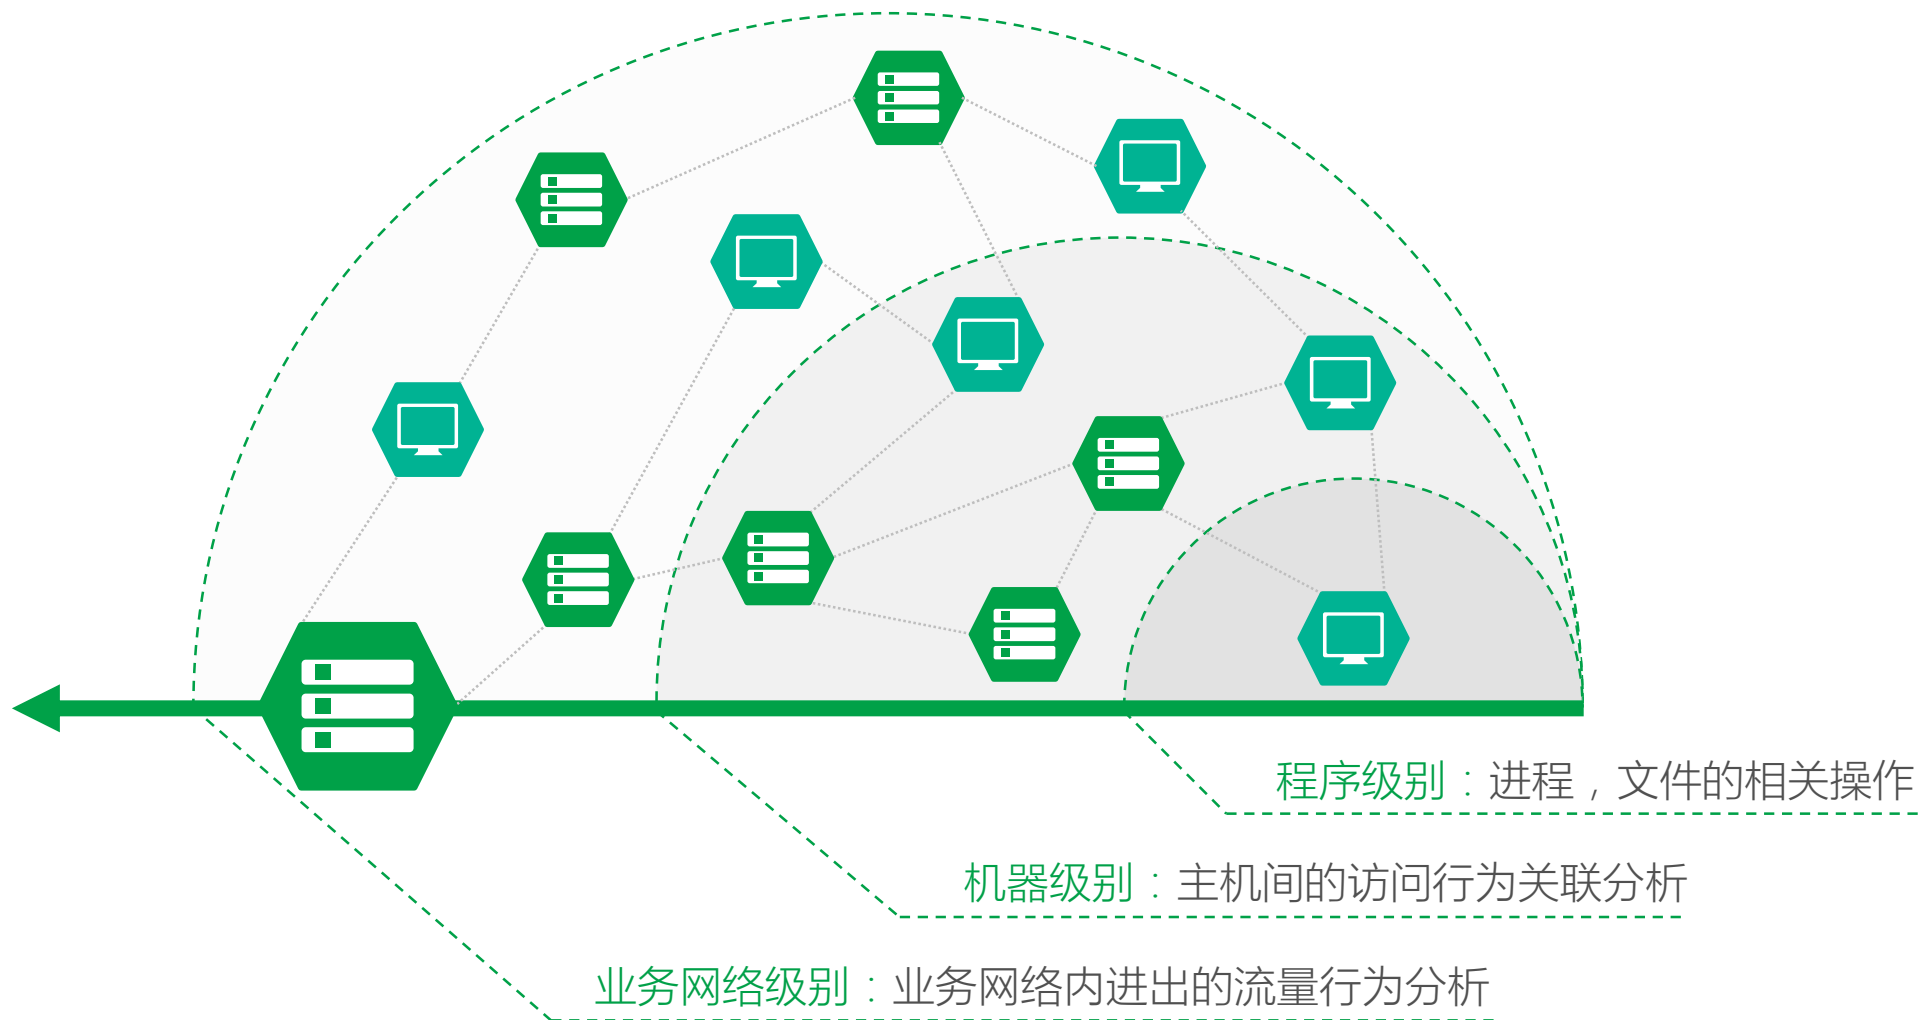 程序级别：进程，文件的相关操作
机器级别：主机间的访问行为关联分析
业务网络级别：业务网络内进出的流量行为分析